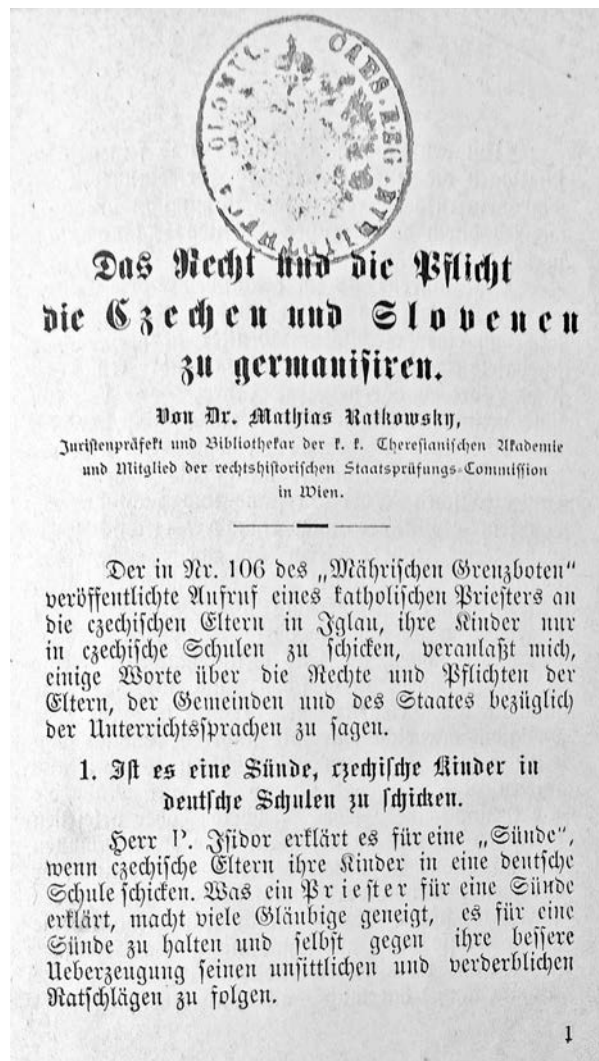 OLOMUC. CAES. REG. BIBLIOTHECA
Das Recht und die Pflicht
die Czechen und Slovenen
zu germanisiren.
Von Dr. Mathias Ratkowsky,
Juristenpräfekt und Bibliothekar der k. k. Theresianischen Akademie
und Mitglied der rechtshistorischen Staatsprüfungs-Commission
in Wien.
Der in Nr. 106 des „Mährischen Grenzboten“
veröffentlichte Aufruf eines katholischen Priesters an
die czechischen Eltern in Iglau, ihre Kinder nur
in czechische Schulen zu schicken, veranlaßt mich,
einige Worte über die Rechte und Pflichten der
Eltern, der Gemeinden und des Staates bezüglich
der Unterrichtssprachen zu sagen.
1. Ist es eine Sünde, czechische Kinder in
deutsche Schulen zu schicken.
Herr P. Isidor erklärt es für eine „Sünde“,
wenn czechische Eltern ihre Kinder in eine deutsche
Schule schicken. Was ein Priester für eine Sünde
erklärt, macht viele Gläubige geneigt, es für eine
Sünde zu halten und selbst gegen ihre bessere
Ueberzeugung seinen unsittlichen und verderblichen
Ratschlägen zu folgen.
1